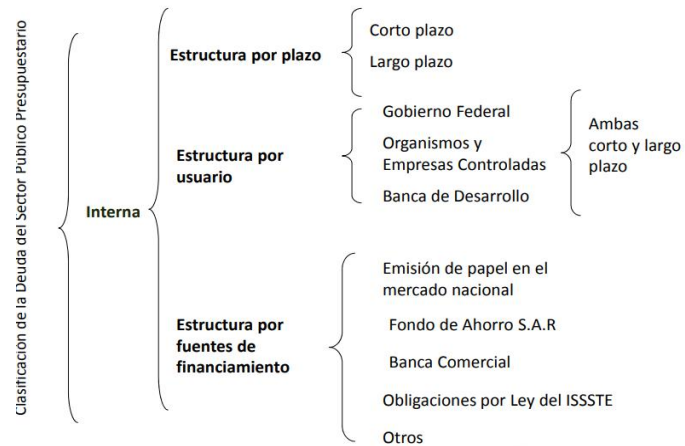 Clasificación de la Deuda del Sector Público Presupuestario
Interna
Estructura por plazo
Corto plazo
Largo plazo
Estructura por
usuario
Gobierno Federal
Organismos y
Empresas Controladas
Banca de Desarrollo
Ambas
corto y largo
plazo
Estructura por
fuentes de
financiamiento
Emisión de papel en el
mercado nacional
Fondo de Ahorro S.A.R
Banca Comercial
Obligaciones por Ley del ISSSTE
Otros